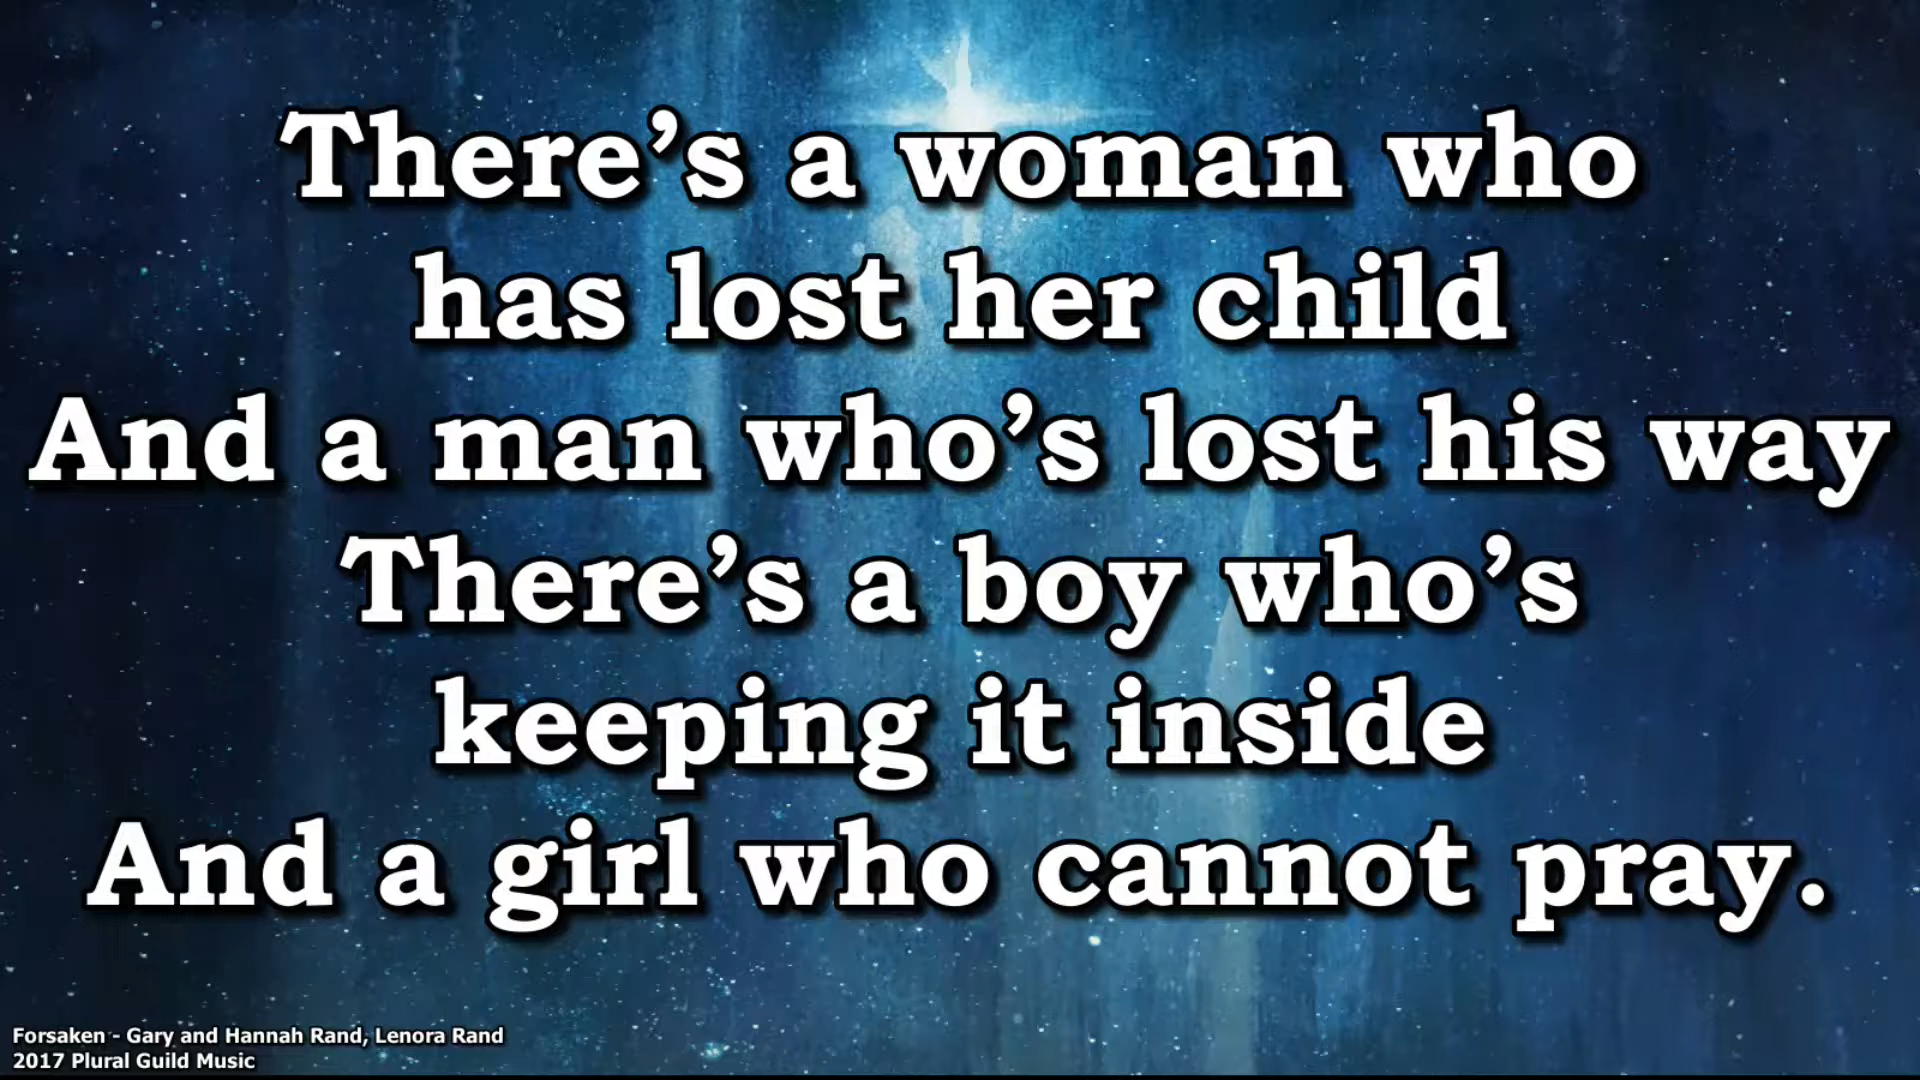 There’s a woman who
has lost her child
And a man who’s lost his way
There’s a boy who’s
keeping it inside
And a girl who cannot pray.
Forsaken - Gary and Hannah Rand, Lenora Rand
2017 Plural Guild Music